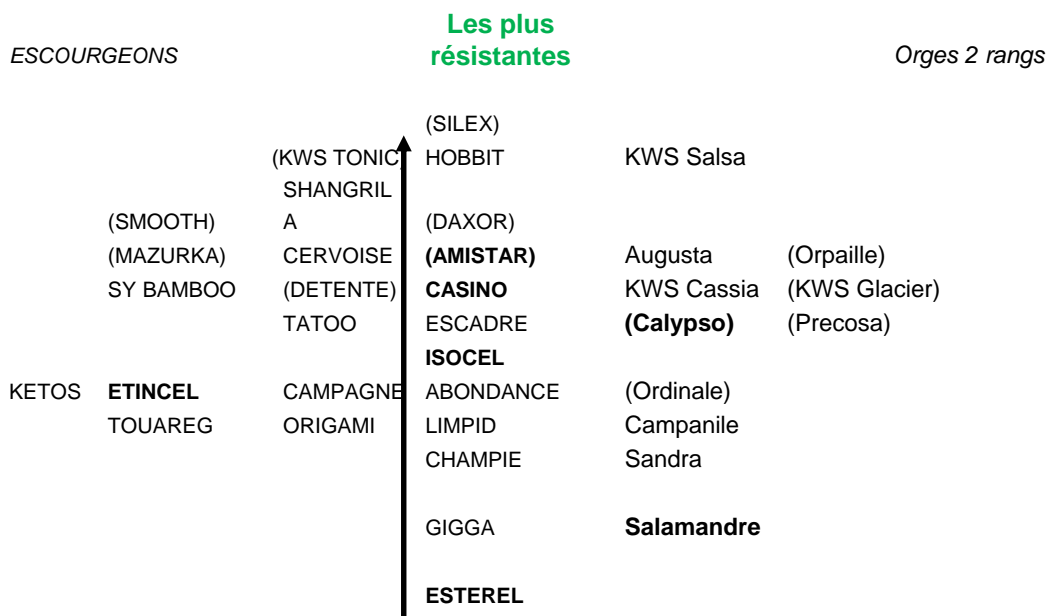 Les plus
ESCOURGEONS résistantes Orges 2 rangs
(SILEX)
(KWS TONIC) HOBBIT KWS Salsa
SHANGRIL
(SMOOTH) A (DAXOR)
(MAZURKA) CERVOISE (AMISTAR) Augusta (Orpaille)
SY BAMBOO (DETENTE) CASINO KWS Cassia (KWS Glacier)
TATOO ESCADRE (Calypso) (Precosa)
ISOCEL
KETOS ETINCEL CAMPAGNE ABONDANCE (Ordinale)
TOUAREG ORIGAMI LIMPID Campanile
CHAMPIE Sandra
GIGGA Salamandre
ESTEREL